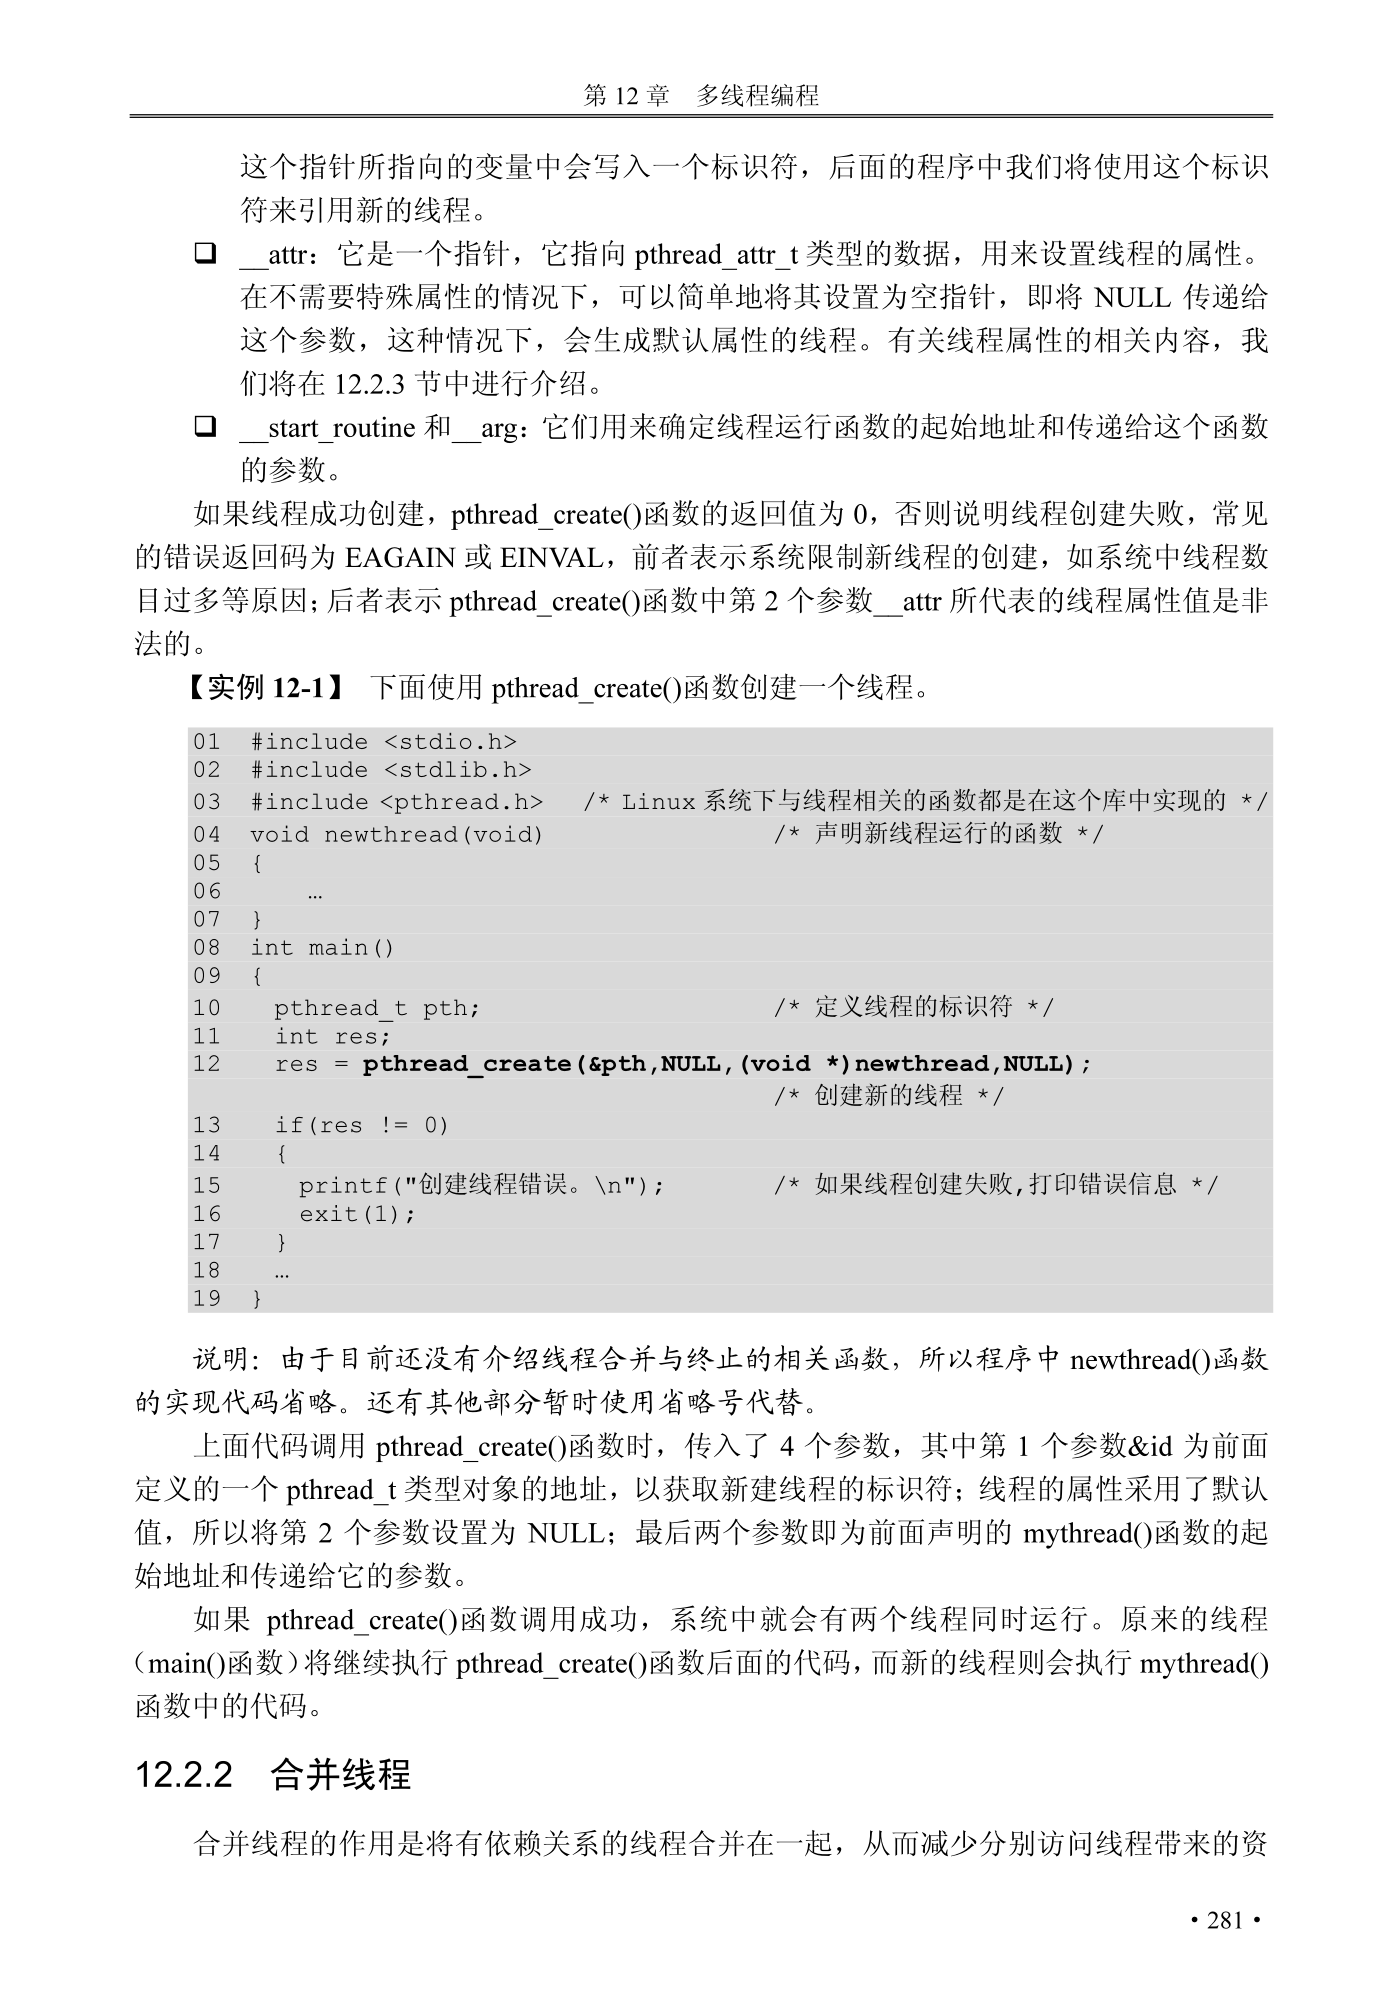 第 12 章　多线程编程
这个指针所指向的变量中会写入一个标识符，后面的程序中我们将使用这个标识
符来引用新的线程。
❑ __attr：它是一个指针，它指向 pthread_attr_t 类型的数据，用来设置线程的属性。
在不需要特殊属性的情况下，可以简单地将其设置为空指针，即将 NULL 传递给
这个参数，这种情况下，会生成默认属性的线程。有关线程属性的相关内容，我
们将在 12.2.3 节中进行介绍。
❑ __start_routine 和__arg：它们用来确定线程运行函数的起始地址和传递给这个函数
的参数。
如果线程成功创建，pthread_create()函数的返回值为 0，否则说明线程创建失败，常见
的错误返回码为 EAGAIN 或 EINVAL，前者表示系统限制新线程的创建，如系统中线程数
目过多等原因；后者表示 pthread_create()函数中第 2 个参数__attr 所代表的线程属性值是非
法的。
【实例 12-1】 下面使用 pthread_create()函数创建一个线程。
01 #include <stdio.h>
02 #include <stdlib.h>
03 #include <pthread.h> /* Linux 系统下与线程相关的函数都是在这个库中实现的 */
04 void newthread(void) /* 声明新线程运行的函数 */
05 {
06 …
07 }
08 int main()
09 {
10 pthread_t pth; /* 定义线程的标识符 */
11 int res;
12 res = pthread_create(&pth,NULL,(void *)newthread,NULL);
/* 创建新的线程 */
13 if(res != 0)
14 {
15 printf("创建线程错误。\n"); /* 如果线程创建失败,打印错误信息 */
16 exit(1);
17 }
18 …
19 }
说明：由于目前还没有介绍线程合并与终止的相关函数，所以程序中 newthread()函数
的实现代码省略。还有其他部分暂时使用省略号代替。
上面代码调用 pthread_create()函数时，传入了 4 个参数，其中第 1 个参数&id 为前面
定义的一个 pthread_t 类型对象的地址，以获取新建线程的标识符；线程的属性采用了默认
值，所以将第 2 个参数设置为 NULL；最后两个参数即为前面声明的 mythread()函数的起
始地址和传递给它的参数。
如果 pthread_create()函数调用成功，系统中就会有两个线程同时运行。原来的线程
（main()函数）将继续执行 pthread_create()函数后面的代码，而新的线程则会执行 mythread()
函数中的代码。
12.2.2　合并线程
合并线程的作用是将有依赖关系的线程合并在一起，从而减少分别访问线程带来的资
· 281 ·